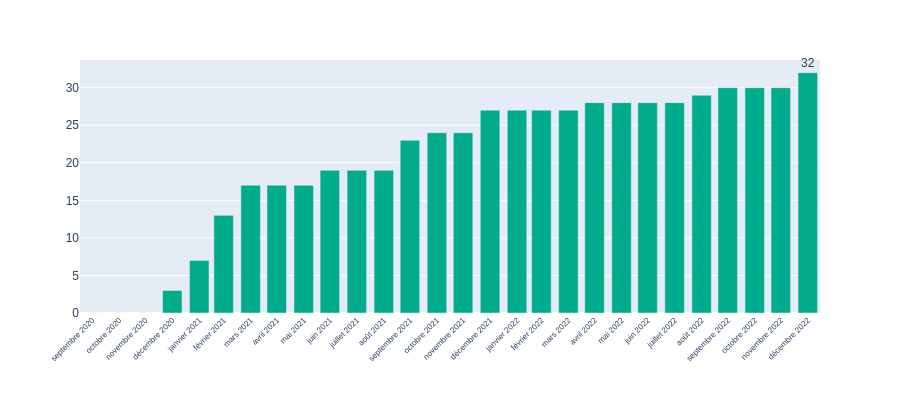 32
30
25
20
15
10
5
0
septembre 2020
octobre 2020
novembre 2020
décembre 2020
janvier 2021
février 2021
mars 2021
avril 2021
mai 2021
juin 2021
juillet 2021
août 2021
septembre 2021
octobre 2021
novembre 2021
décembre 2021
janvier 2022
février 2022
mars 2022
avril 2022
mai 2022
juin 2022
juillet 2022
août 2022
septembre 2022
octobre 2022
novembre 2022
décembre 2022